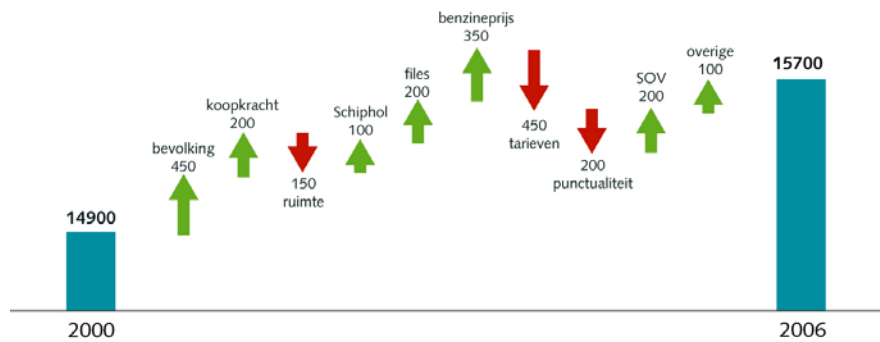 benzineprijs
350
overige
100
15700
files
200
SOV
200
koopkracht
200
Schiphol
100
450
tarieven
bevolking
450
200
punctualiteit
150
ruimte
14900
2000
2006